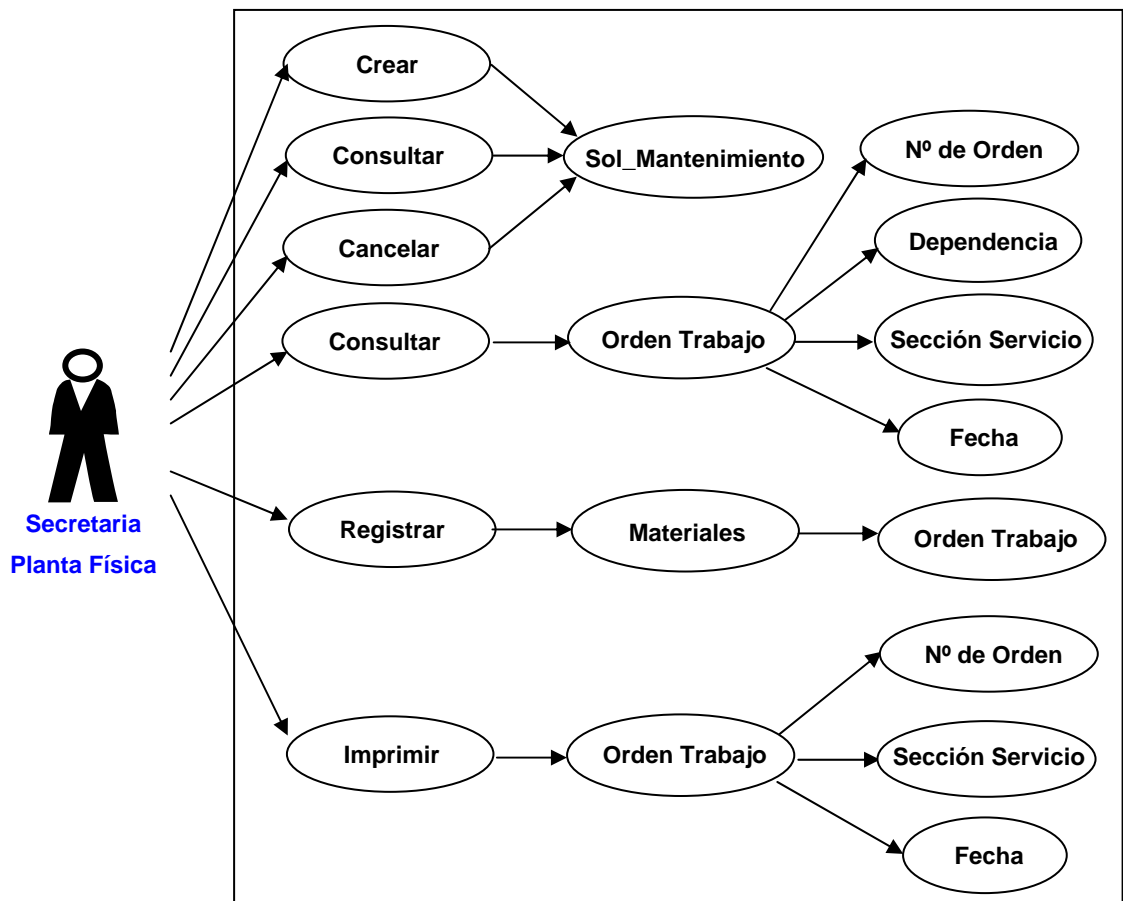 Crear
Consultar
Sol_Mantenimiento
Nº de Orden
Cancelar
Dependencia
Consultar
Orden Trabajo
Sección Servicio
Fecha
Secretaria
Planta Física
Registrar
Materiales
Orden Trabajo
Nº de Orden
Imprimir
Orden Trabajo
Sección Servicio
Fecha